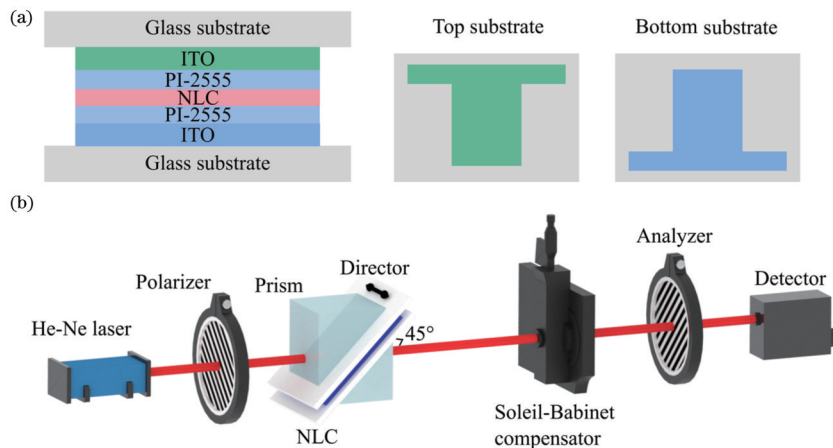 (a)
Glass substrate
ITO
PI-2555
NLC
PI-2555
ITO
Glass substrate
Top substrate
Bottom substrate
(b)
He-Ne laser
Polarizer
Prism
Director
NLC
45°
Soleil-Babinet
compensator
Analyzer
Detector